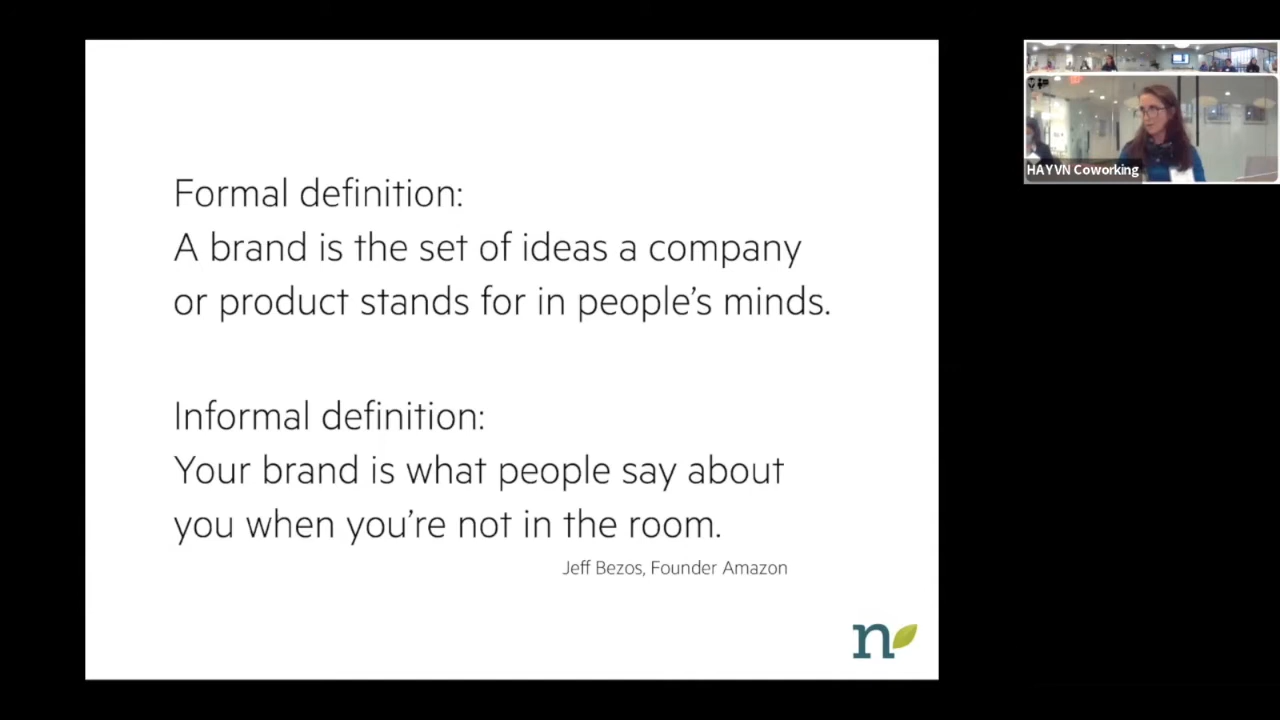 Formal definition:
A brand is the set of ideas a company
or product stands for in people’s minds.
Informal definition:
Your brand is what people say about
you when you’re not in the room.
Jeff Bezos, Founder Amazon
n
HAYVN Coworking